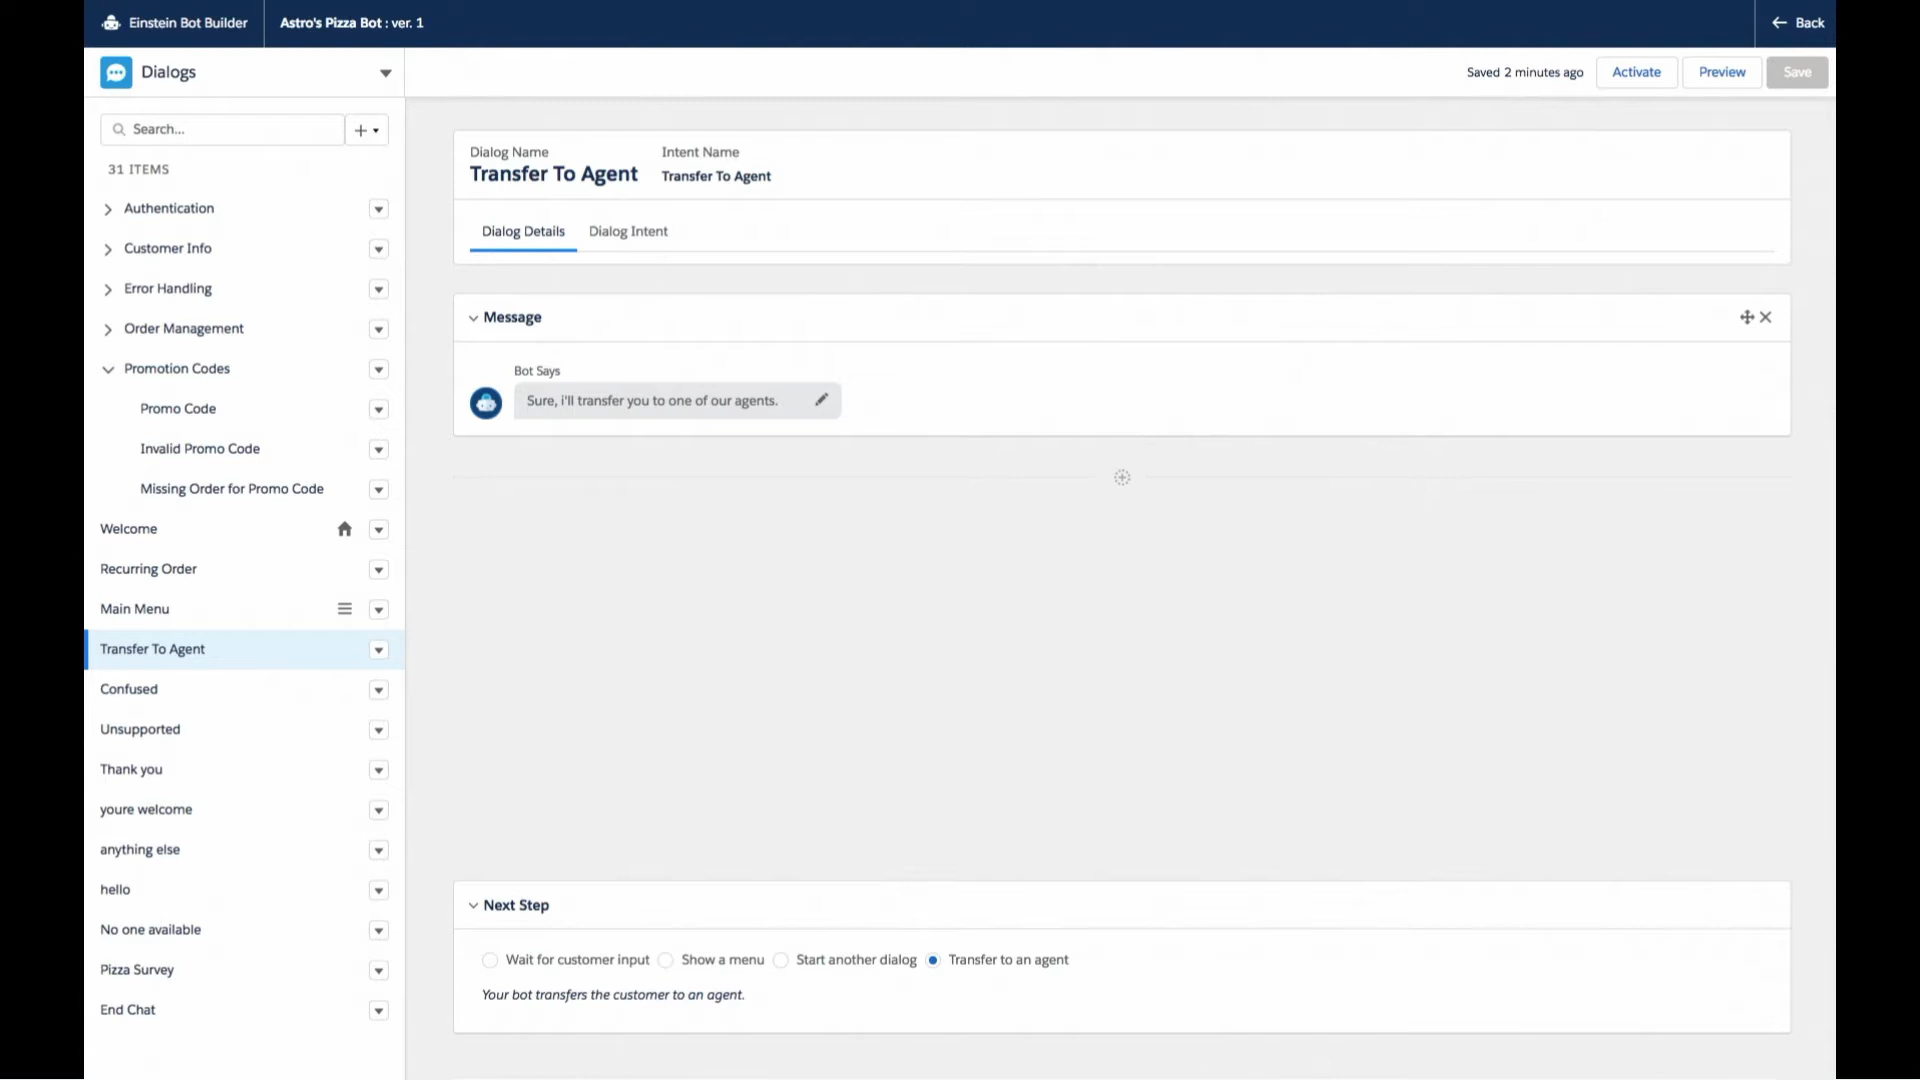 Einstein Bot Builder
Astro's Pizza Bot : ver. 1
Back
Dialogs
Saved 2 minutes ago
Activate
Preview
Save
Search...
31 ITEMS
Authentication
Customer Info
Error Handling
Order Management
Promotion Codes
Promo Code
Invalid Promo Code
Missing Order for Promo Code
Welcome
Recurring Order
Main Menu
Transfer To Agent
Confused
Unsupported
Thank you
youre welcome
anything else
hello
No one available
Pizza Survey
End Chat
Dialog Name
Transfer To Agent
Intent Name
Transfer To Agent
Dialog Details
Dialog Intent
Message
Bot Says
Sure, i'll transfer you to one of our agents.
Next Step
Wait for customer input
Show a menu
Start another dialog
Transfer to an agent
Your bot transfers the customer to an agent.